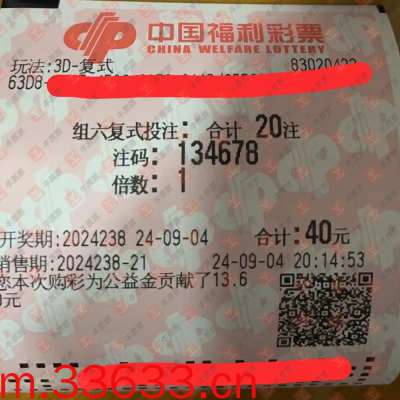 中国福利彩票
CHINA WELFARE LOTTERY
玩法:3D-复式
63D8-
组六复式投注: 合计 20注
注码: 134678
倍数: 1
开奖期:2024238 24-09-04 合计:40元
销售期:2024238-21 24-09-04 20:14:53
您本次购彩为公益金贡献了13.6
0元
m.33633.cn